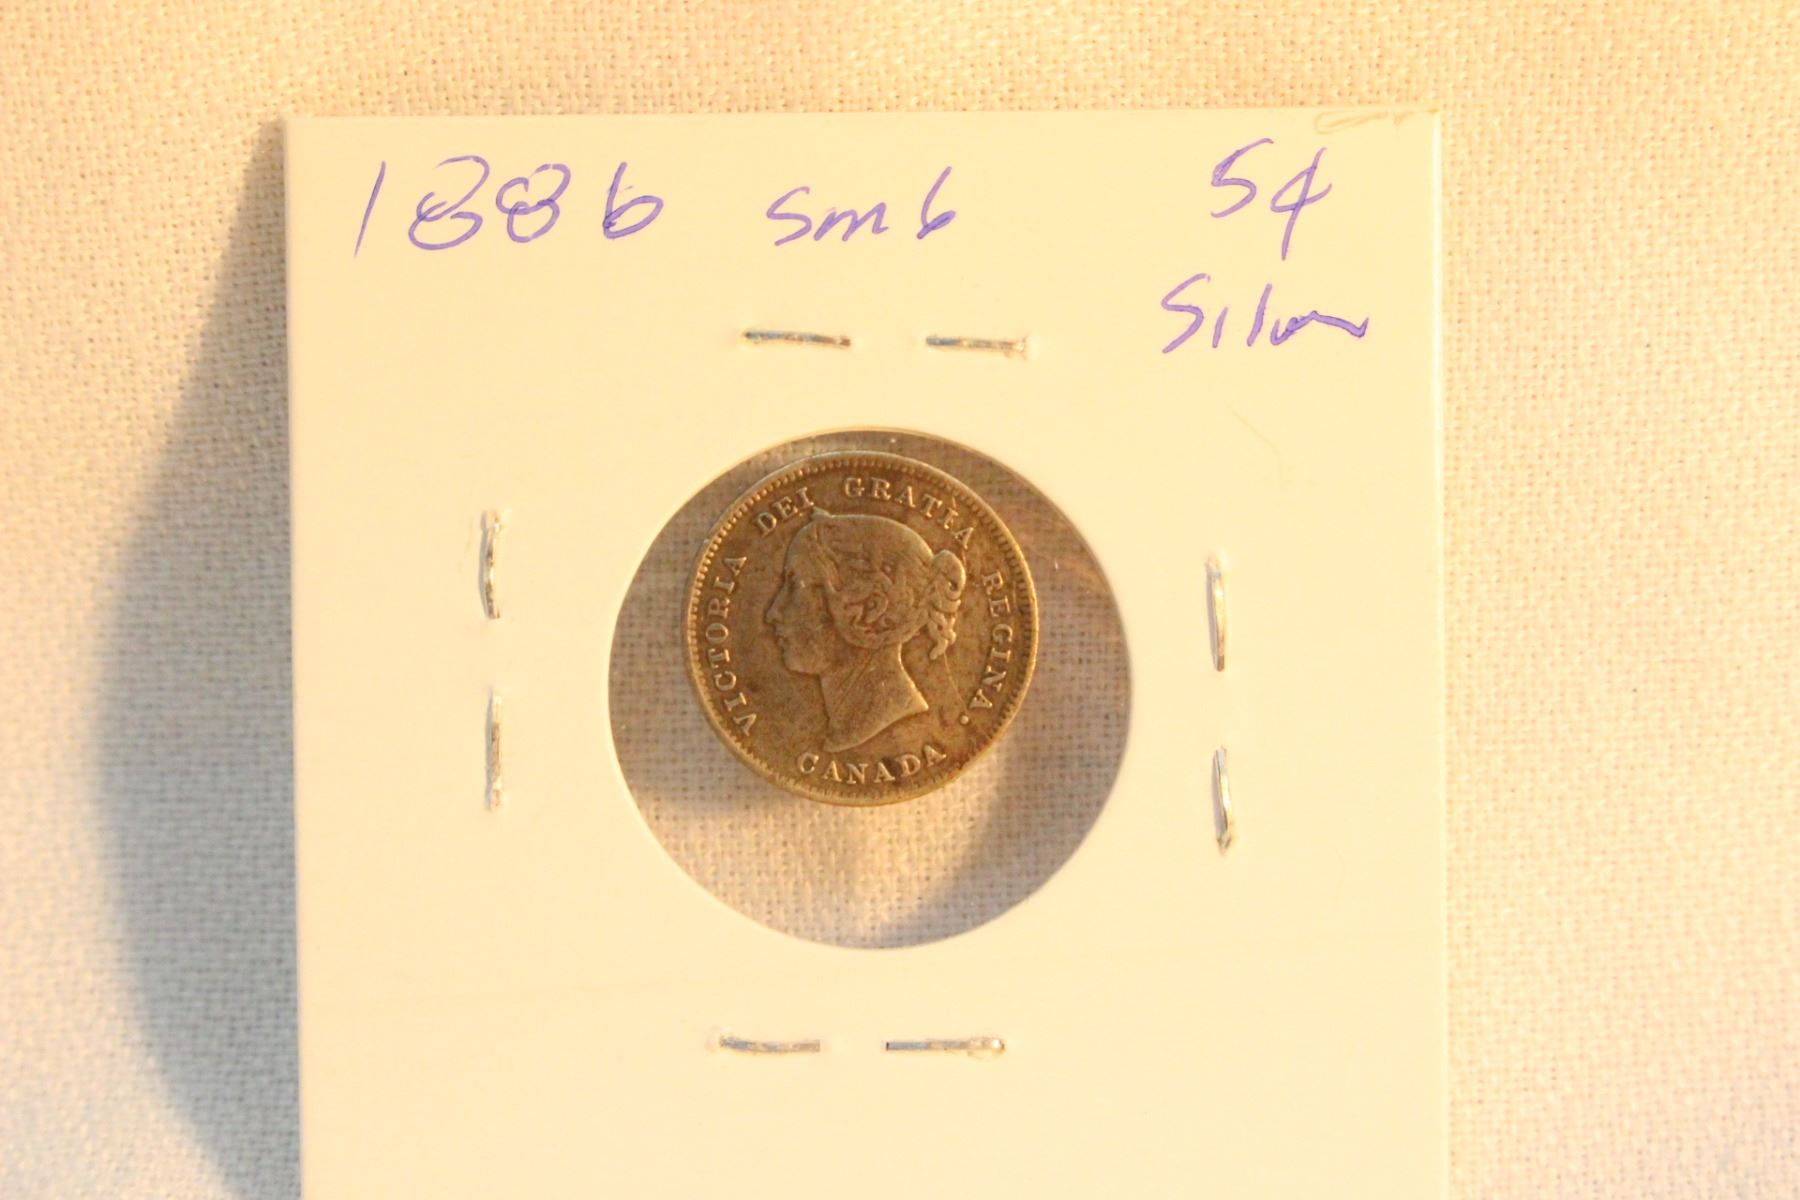 1886 sm 6 5¢
Silver
VICTORIA DEI GRATIA REGINA.
CANADA